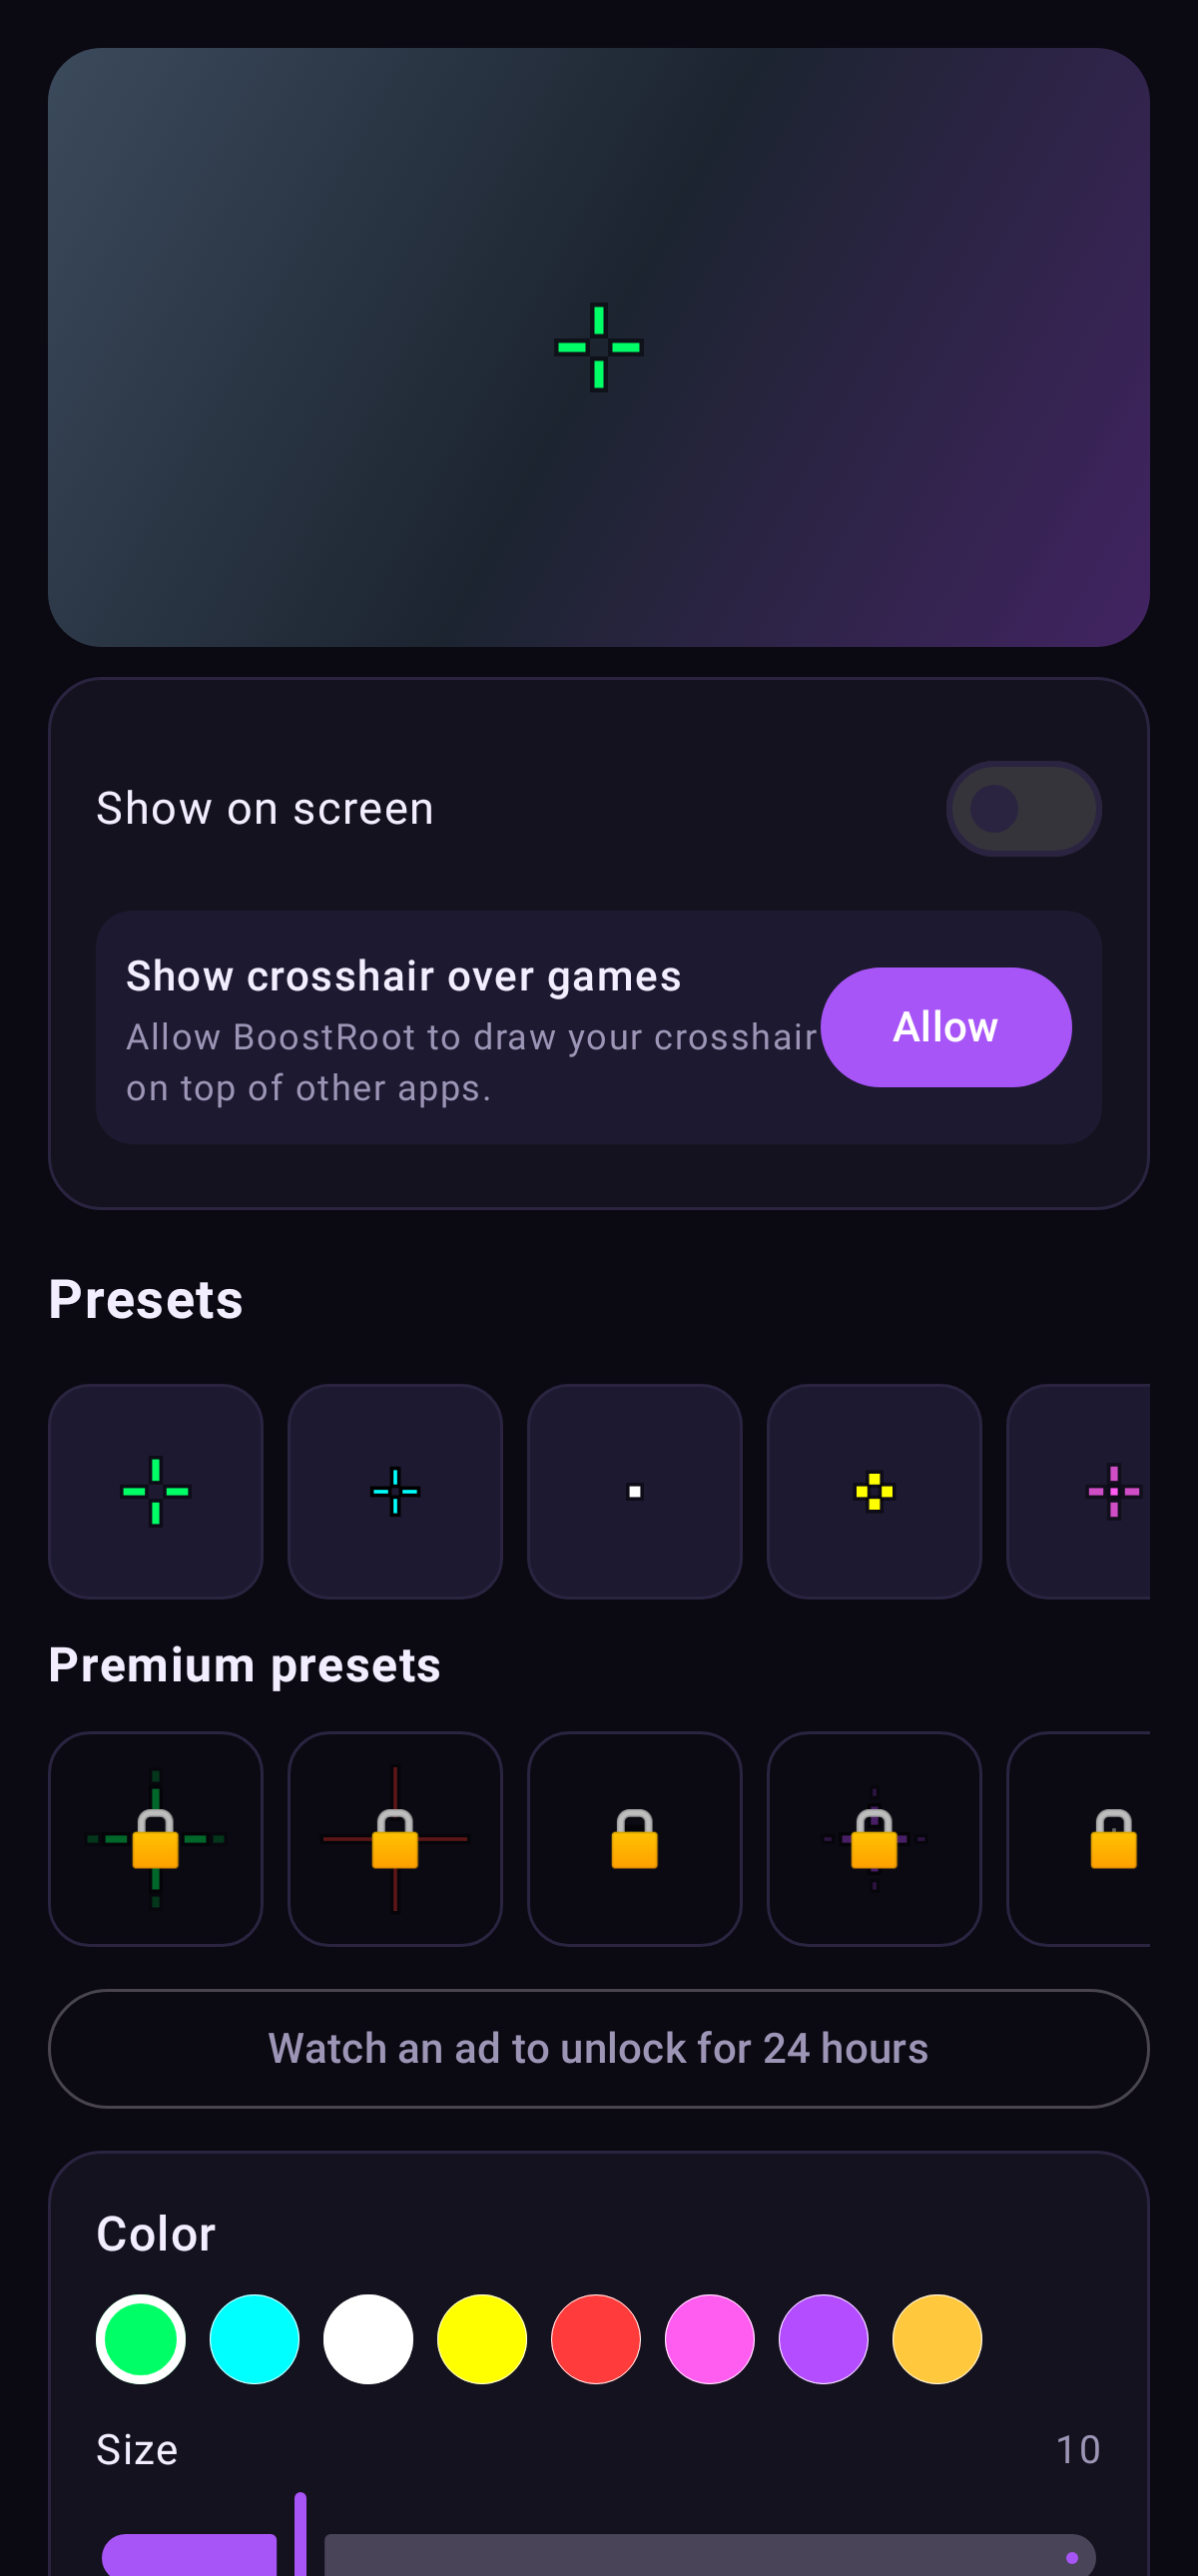 Show on screen
Show crosshair over games
Allow BoostRoot to draw your crosshair
on top of other apps.
Allow
Presets
Premium presets
Watch an ad to unlock for 24 hours
Color
Size
10